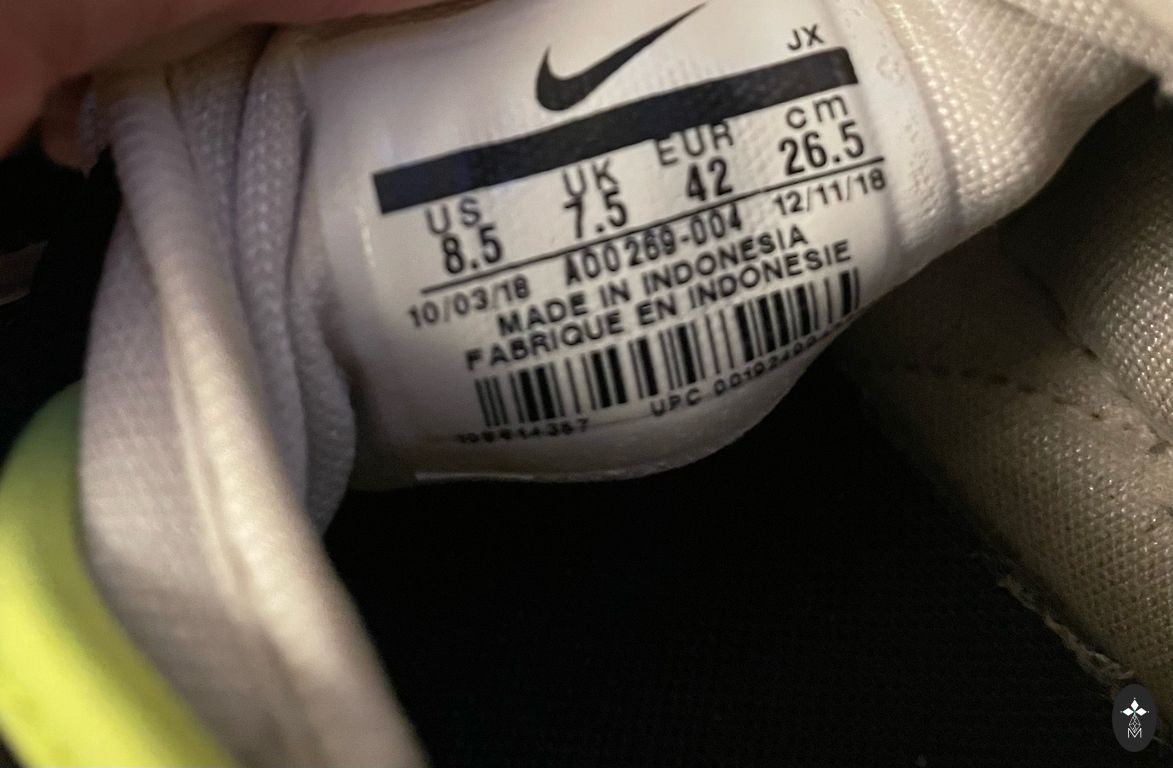 JX
US UK EUR cm
8.5 7.5 42 26.5
10/03/18 AO0269-004 12/11/18
MADE IN INDONESIA
FABRIQUE EN INDONESIE
UPC
M